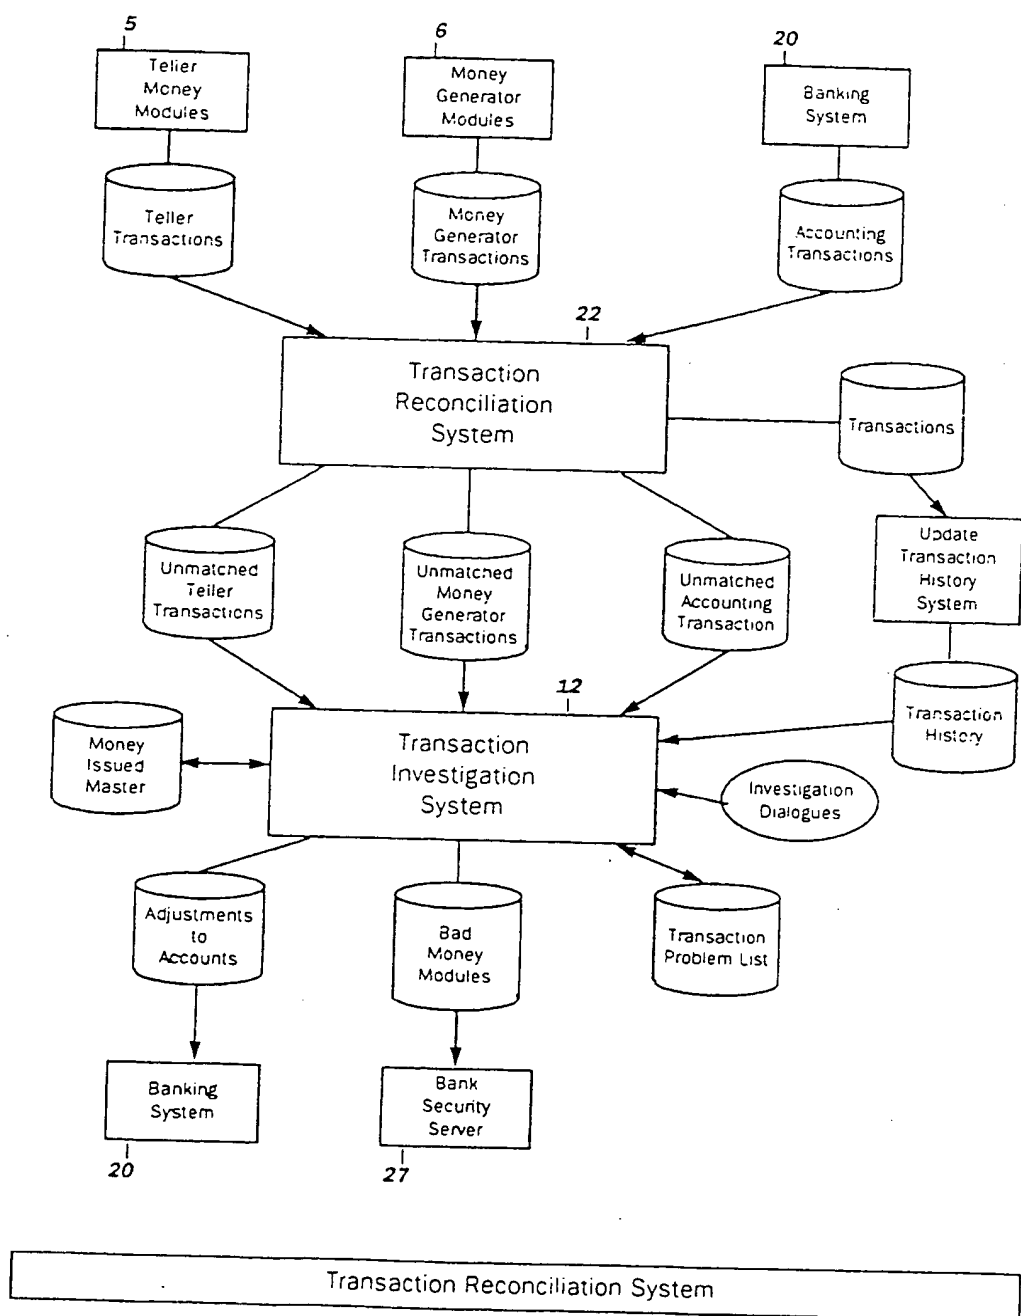 5
6
20
Teller
Money
Modules
Money
Generator
Modules
Banking
System
Teller
Transactions
Money
Generator
Transactions
Accounting
Transactions
22
Transaction
Reconciliation
System
Transactions
Unmatched
Teller
Transactions
Unmatched
Money
Generator
Transactions
Unmatched
Accounting
Transaction
Update
Transaction
History
System
12
Transaction
Investigation
System
Money
Issued
Master
Transaction
History
Investigation
Dialogues
Adjustments
to
Accounts
Bad
Money
Modules
Transaction
Problem List
Banking
System
Bank
Security
Server
20
27
Transaction Reconciliation System